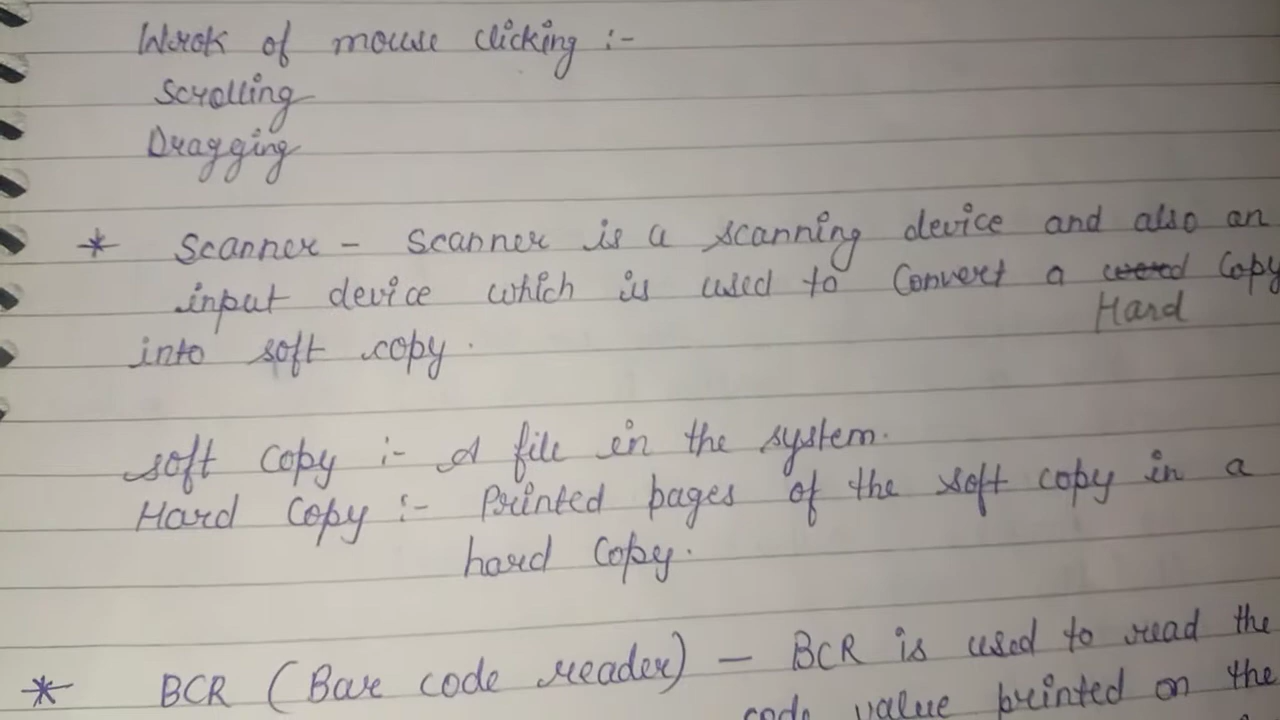 Work of mouse clicking :-
Scrolling
Dragging
* Scanner - Scanner is a scanning device and also an
input device which is used to convert a Copy
Hard
into soft copy.
soft copy :- A file in the system.
Hard Copy :- Printed pages of the soft copy in a
hard copy.
* BCR (Bar code reader) - BCR is used to read the
code value printed on the